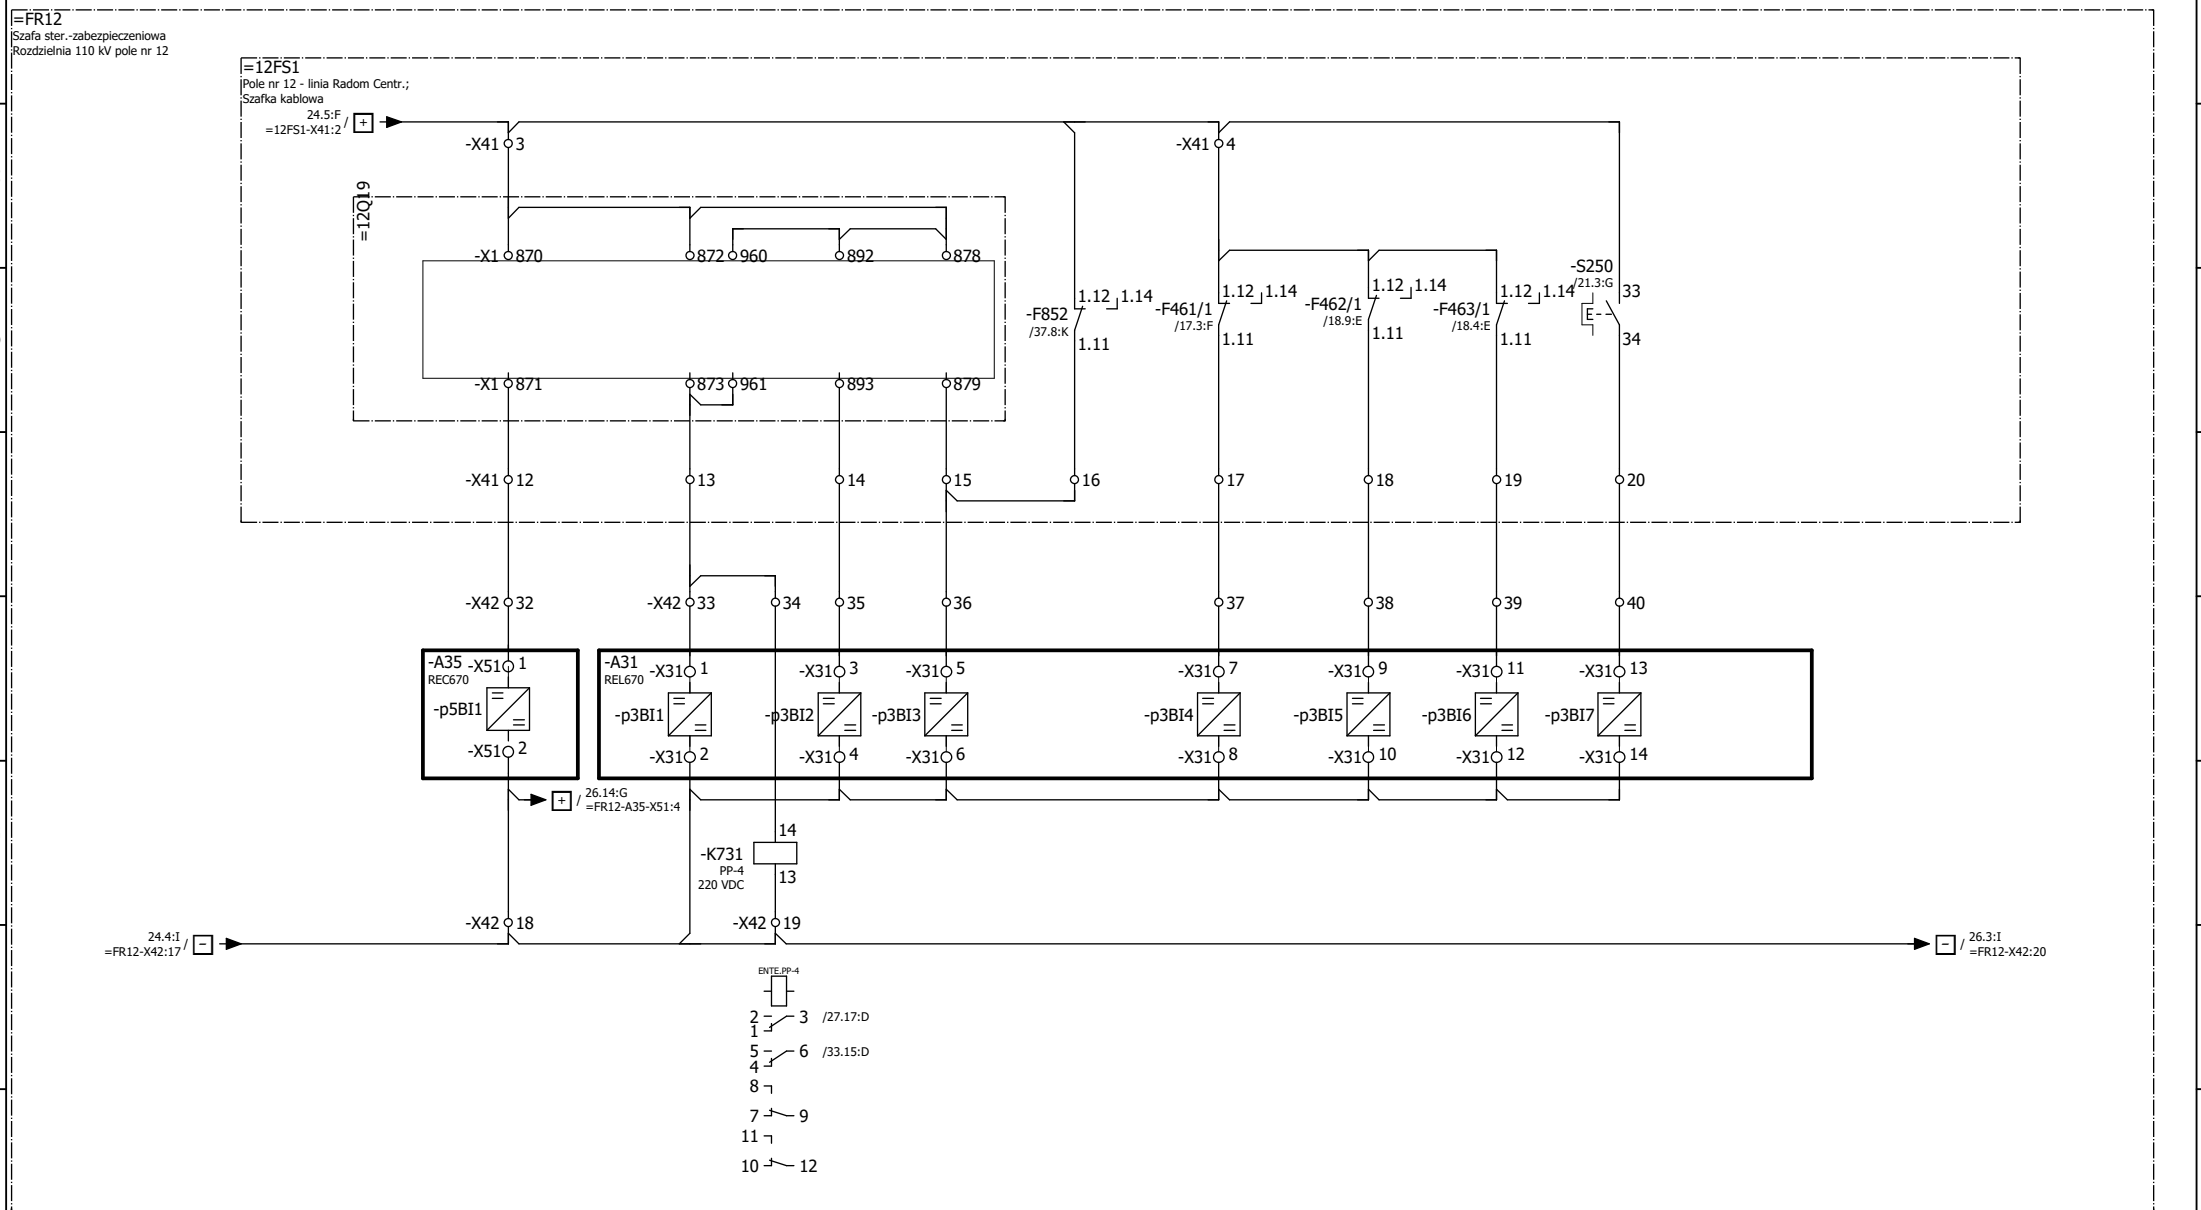 =FR12
Szafa ster.-zabezpieczeniowa
Rozdzielnia 110 kV pole nr 12
=12FS1
Pole nr 12 - linia Radom Centr.;
Szafka kablowa
24.5:F
=12FS1-X41:2 / +
-X41 3
-X41 4
=12Q19
-X1 870 872 960 892 878
-S250
/21.3:G
33
34
E
-F852
/37.8:K
1.12 1.14
1.11
-F461/1
/17.3:F
1.12 1.14
1.11
-F462/1
/18.9:E
1.12 1.14
1.11
-F463/1
/18.4:E
1.12 1.14
1.11
-X1 871 873 961 893 879
-X41 12 13 14 15 16 17 18 19 20
-X42 32 -X42 33 34 35 36 37 38 39 40
-A35
REC670
-X51 1
-p5BI1
-X51 2
-A31
REL670
-X31 1 -X31 3 -X31 5 -X31 7 -X31 9 -X31 11 -X31 13
-p3BI1 -p3BI2 -p3BI3 -p3BI4 -p3BI5 -p3BI6 -p3BI7
-X31 2 -X31 4 -X31 6 -X31 8 -X31 10 -X31 12 -X31 14
+ / 26.14:G
=FR12-A35-X51:4
14
-K731
PP-4
220 VDC
13
-X42 18 -X42 19
24.4:I
=FR12-X42:17 / -
- / 26.3:I
=FR12-X42:20
ENTE.PP-4
2 3 /27.17:D
1
5 6 /33.15:D
4
8
7 9
11
10 12